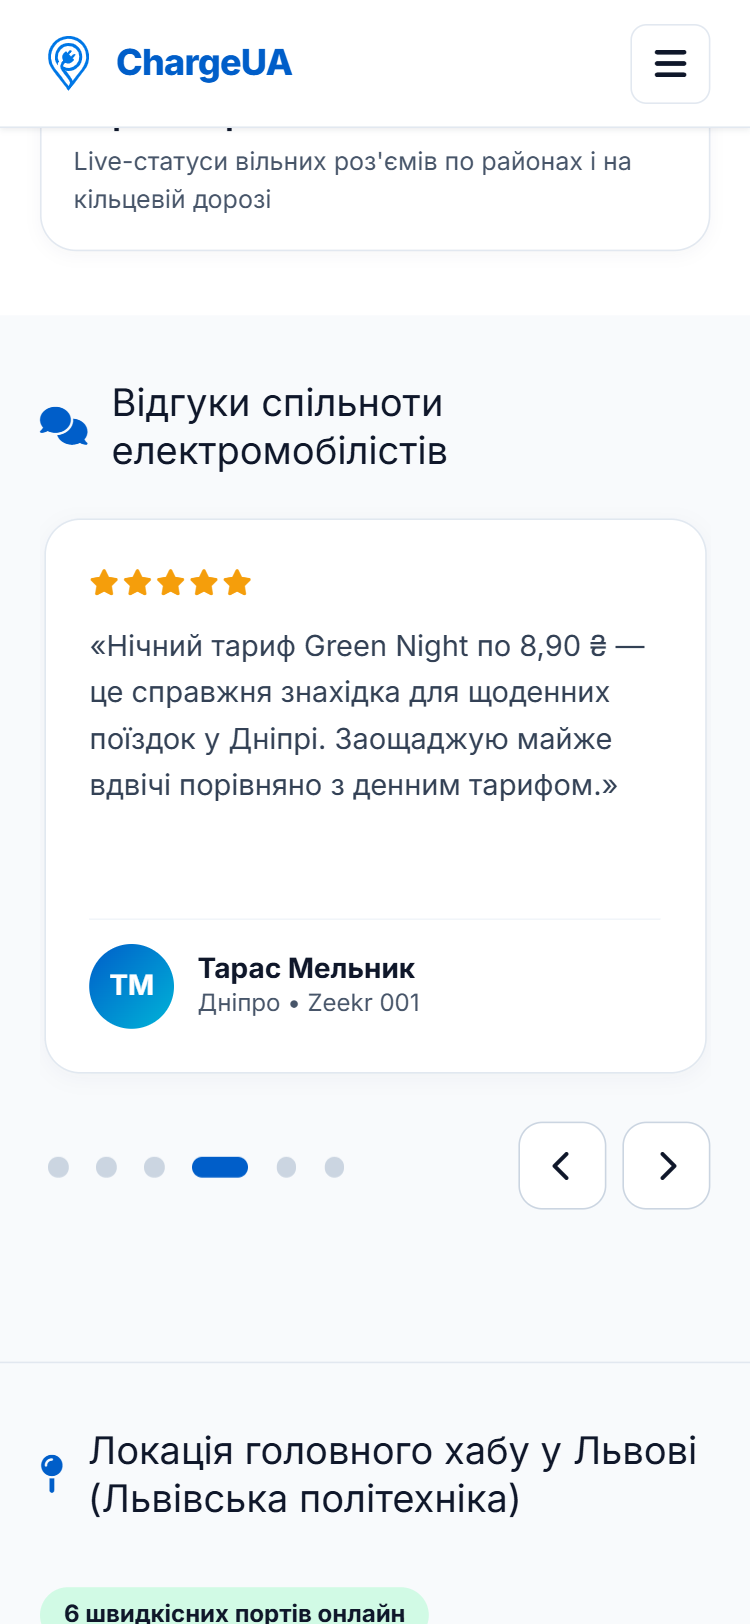 ChargeUA
Live-статуси вільних роз'ємів по районах і на
кільцевій дорозі
Відгуки спільноти
електромобілістів
«Нічний тариф Green Night по 8,90 ₴ —
це справжня знахідка для щоденних
поїздок у Дніпрі. Заощаджую майже
вдвічі порівняно з денним тарифом.»
ТМ
Тарас Мельник
Дніпро • Zeekr 001
Локація головного хабу у Львові
(Львівська політехніка)
6 швидкісних портів онлайн